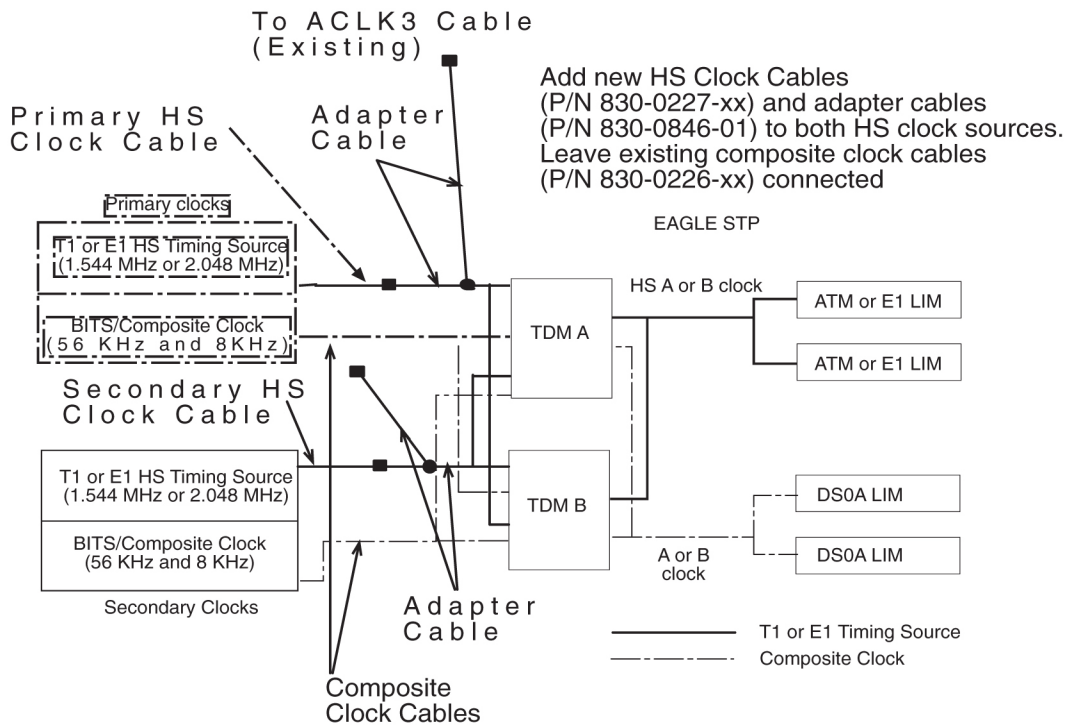 To ACLK3 Cable
(Existing)
Add new HS Clock Cables
(P/N 830-0227-xx) and adapter cables
(P/N 830-0846-01) to both HS clock sources.
Leave existing composite clock cables
(P/N 830-0226-xx) connected
Primary HS
Clock Cable
Adapter
Cable
Primary clocks
EAGLE STP
T1 or E1 HS Timing Source
(1.544 MHz or 2.048 MHz)
BITS/Composite Clock
(56 KHz and 8KHz)
TDM A
HS A or B clock
ATM or E1 LIM
ATM or E1 LIM
Secondary HS
Clock Cable
T1 or E1 HS Timing Source
(1.544 MHz or 2.048 MHz)
BITS/Composite Clock
(56 KHz and 8 KHz)
Secondary Clocks
TDM B
DS0A LIM
DS0A LIM
A or B
clock
Adapter
Cable
Composite
Clock Cables
T1 or E1 Timing Source
Composite Clock